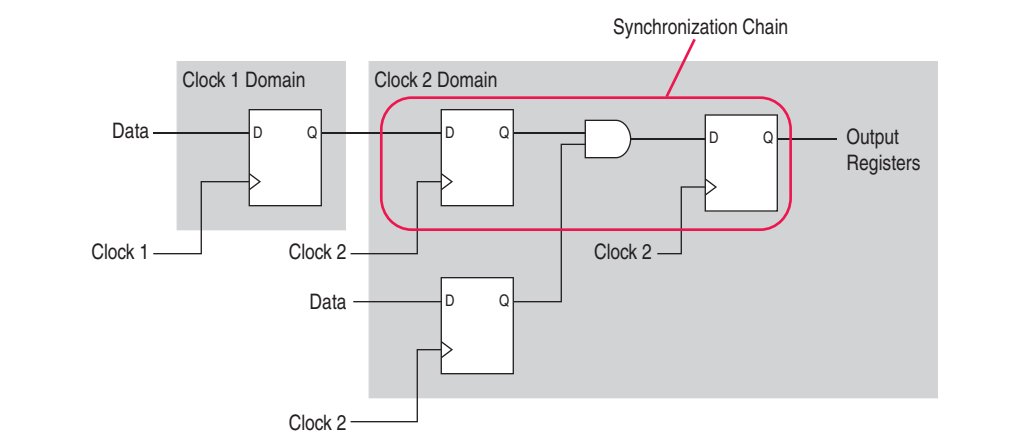 Synchronization Chain
Clock 1 Domain
Clock 2 Domain
Data
D Q
D Q
D Q
Output
Registers
Clock 1
Clock 2
Clock 2
Data
D Q
Clock 2